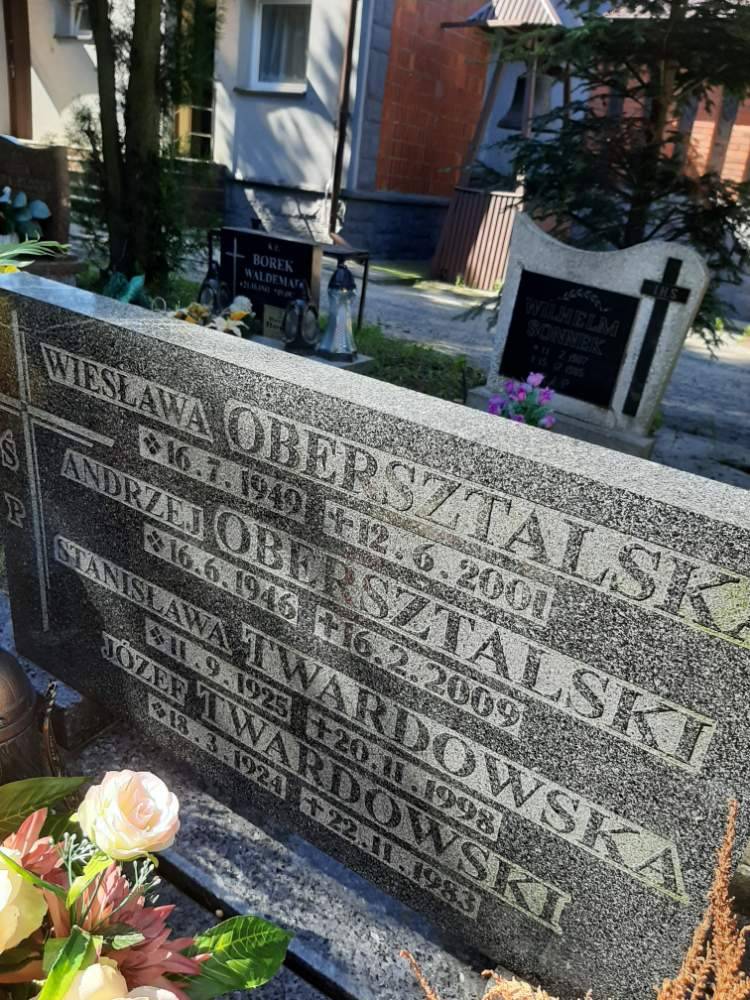 Ś
P
WIESŁAWA OBERSZTALSKA
16.7.1949 12.6.2001
ANDRZEJ OBERSZTALSKI
16.6.1946 16.2.2009
STANISŁAWA TWARDOWSKA
11.9.1925 20.11.1998
JÓZEF TWARDOWSKI
18.3.1924 22.11.1983
BOREK
WALDEMAR
WILHELM
IHS